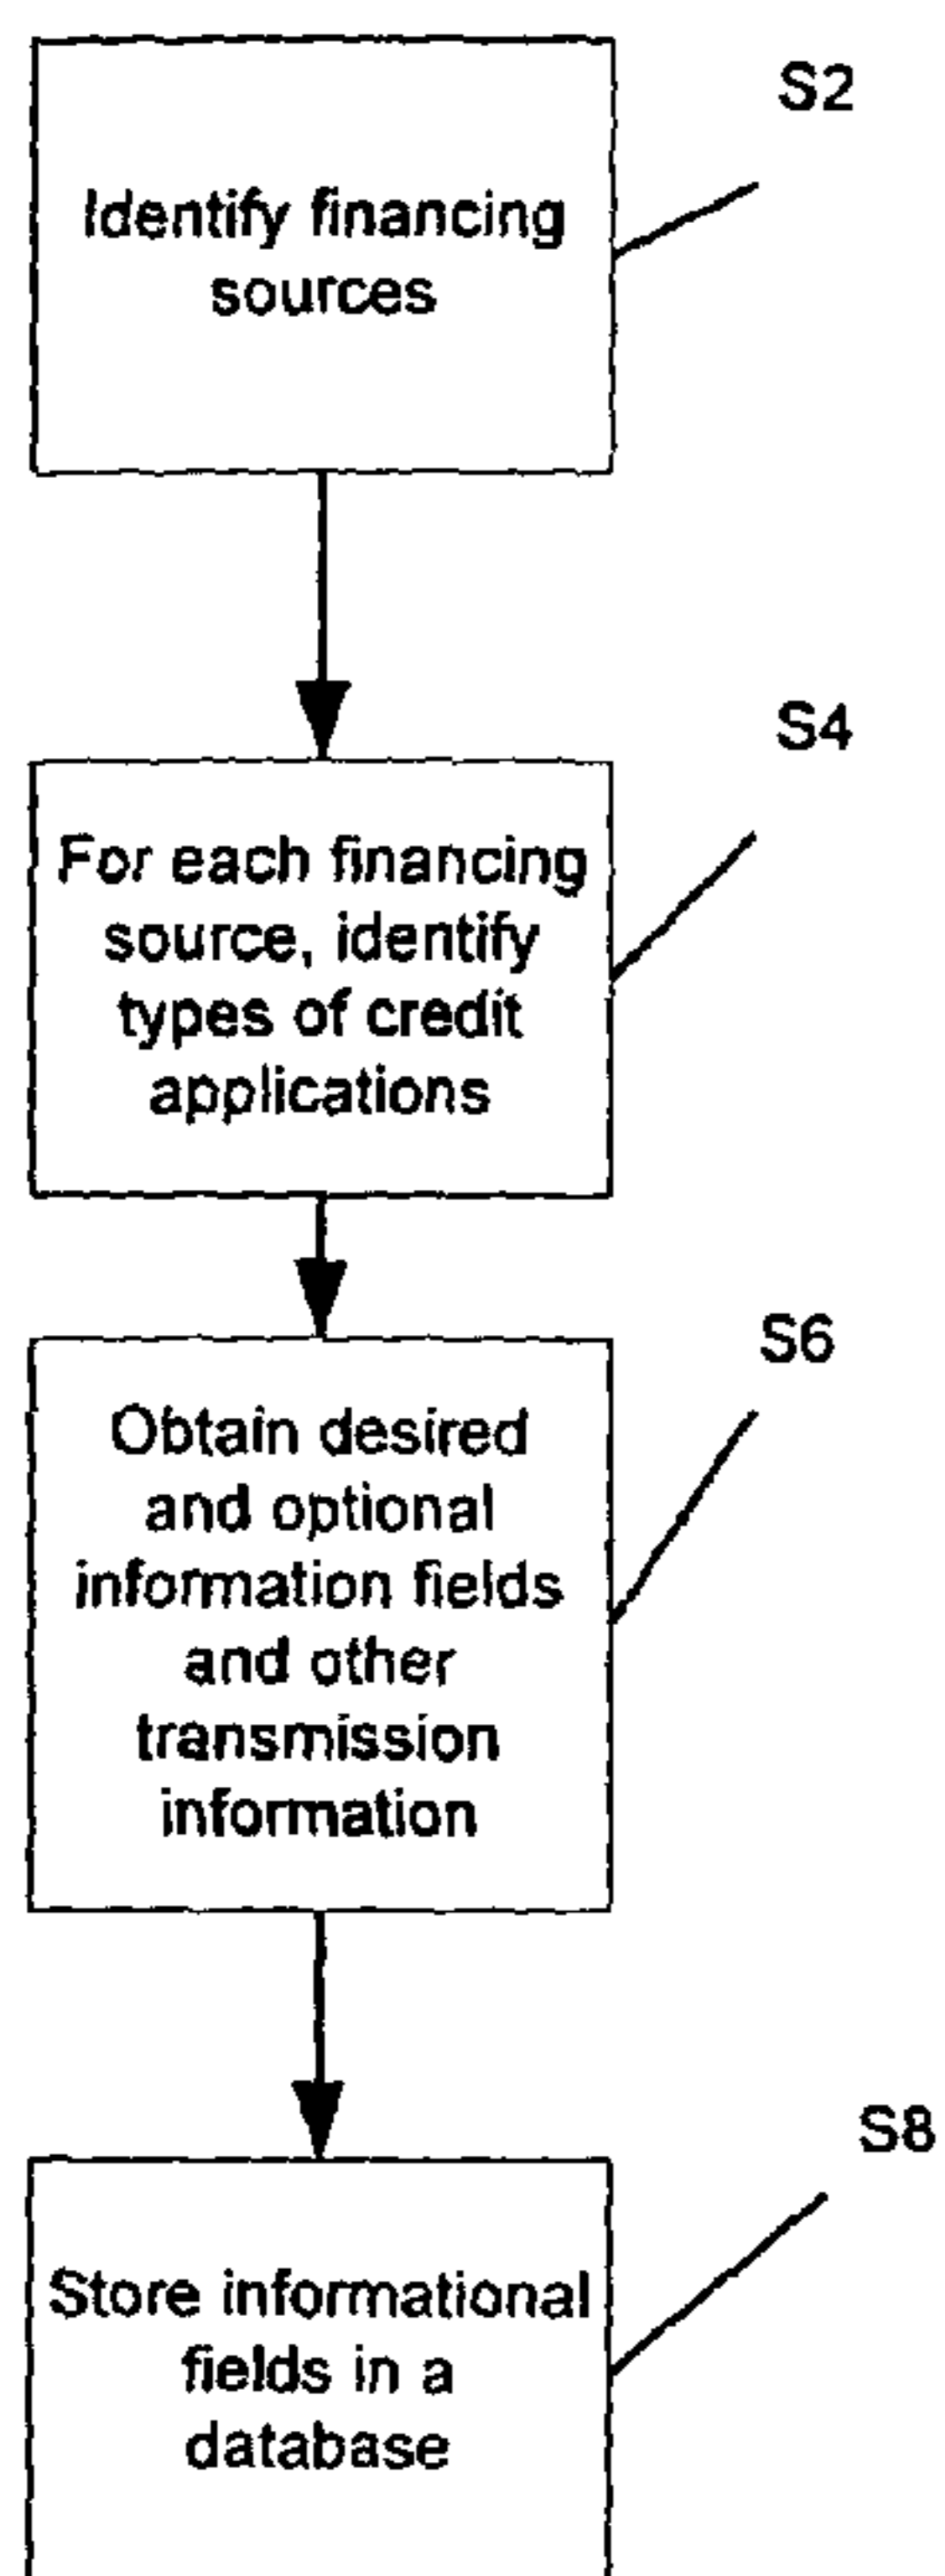 S2
Identify financing
sources
S4
For each financing
source, identify
types of credit
applications
S6
Obtain desired
and optional
information fields
and other
transmission
information
S8
Store informational
fields in a
database